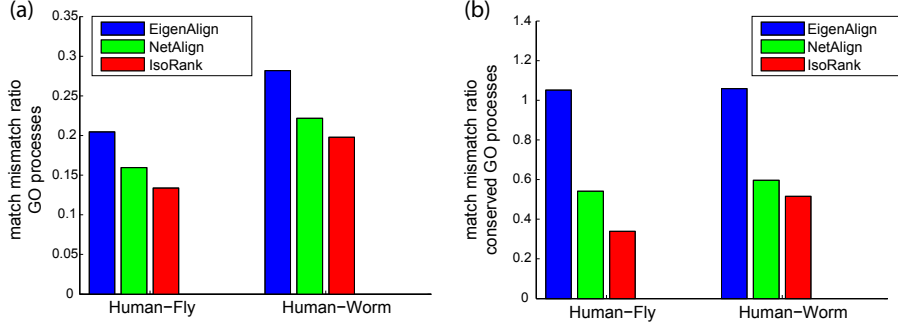 (a)
0.35
0.3
0.25
0.2
0.15
0.1
0.05
0
match mismatch ratio
GO processes
EigenAlign
NetAlign
IsoRank
Human−Fly
Human−Worm
(b)
1.4
1.2
1
0.8
0.6
0.4
0.2
0
match mismatch ratio
conserved GO processes
EigenAlign
NetAlign
IsoRank
Human−Fly
Human−Worm